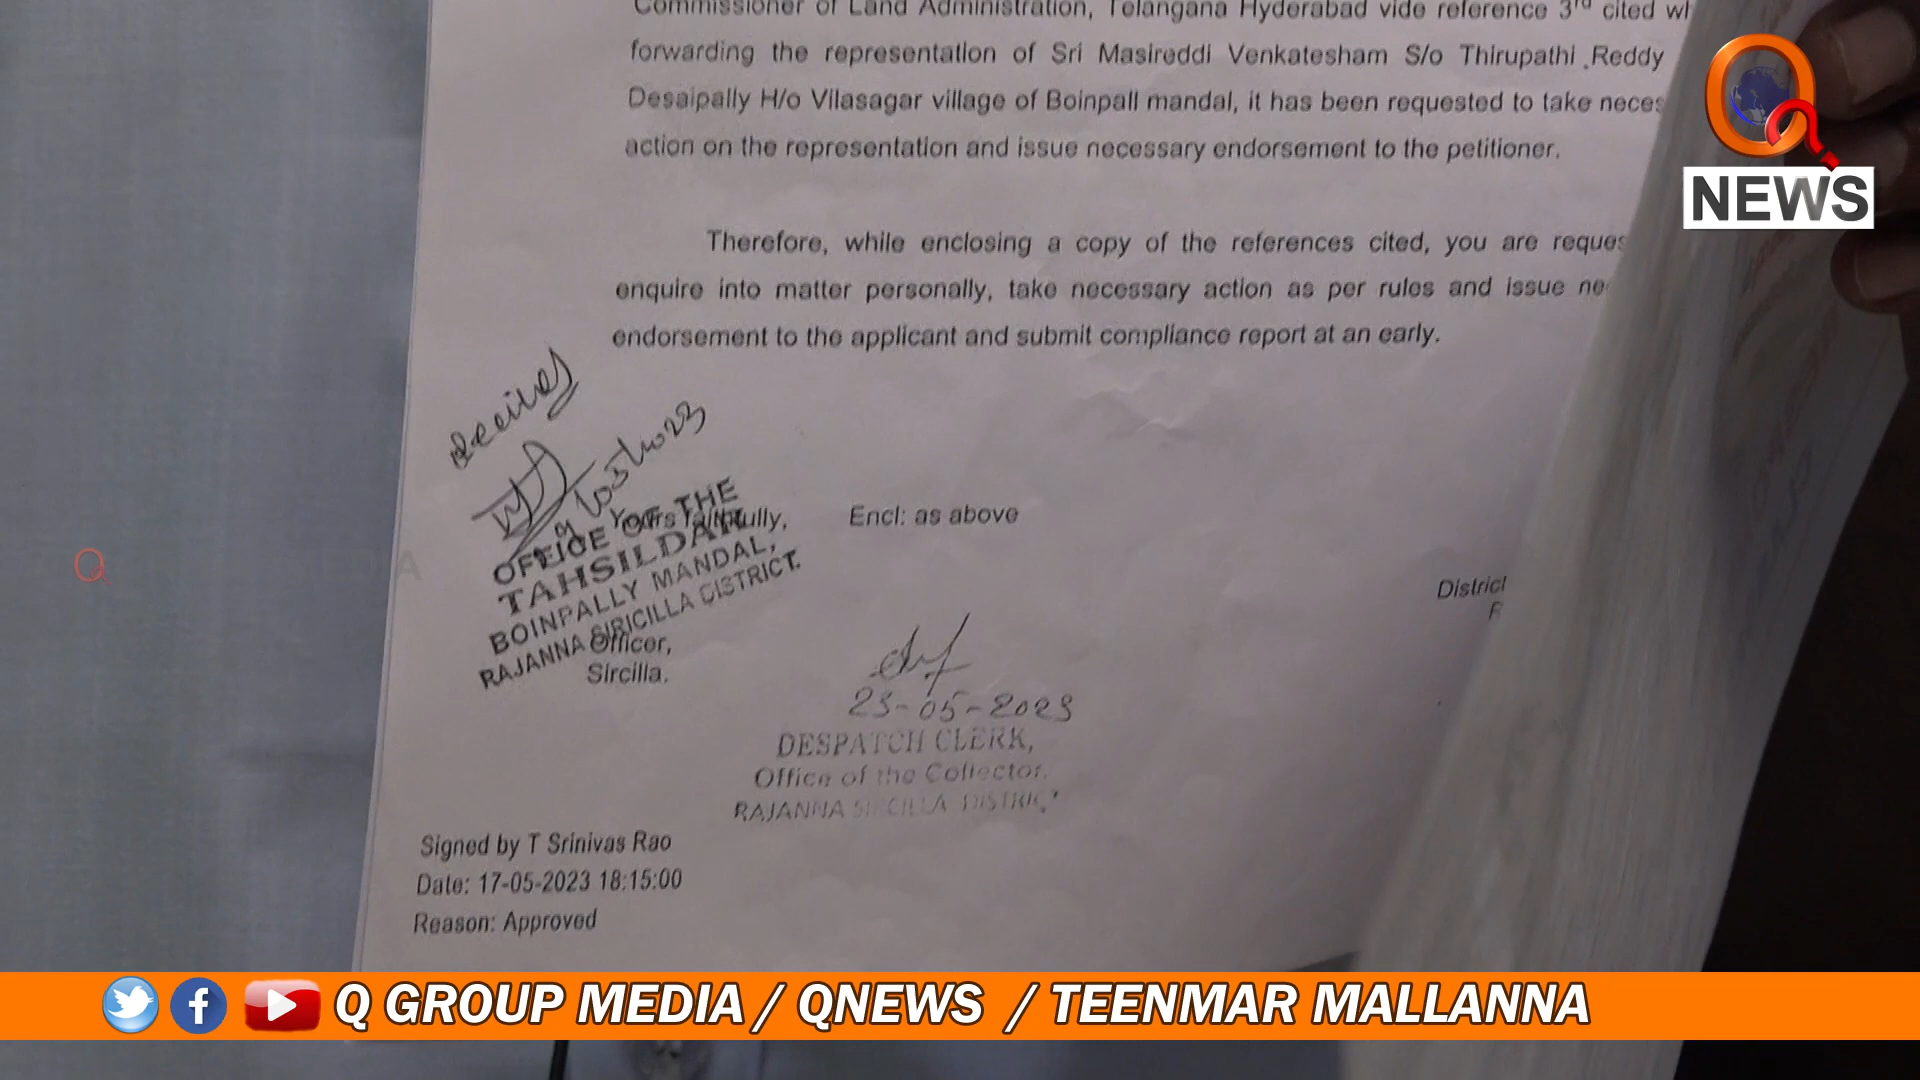 Commissioner of Land Administration, Telangana Hyderabad vide reference 3rd cited
forwarding the representation of Sri Masireddi Venkatesham S/o Thirupathi Reddy
Desaipally H/o Vilasagar village of Boinpall mandal, it has been requested to take neces
action on the representation and issue necessary endorsement to the petitioner.
Therefore, while enclosing a copy of the references cited, you are reques
enquire into matter personally, take necessary action as per rules and issue ne
endorsement to the applicant and submit compliance report at an early.
Yours faithfully,
Encl: as above
OFFICE OF THE
TAHSILDAR
BOINPALLY MANDAL,
RAJANNA SIRICILLA DISTRICT.
Officer,
Sircilla.
District
23-05-2023
DESPATCH CLERK,
Office of the Collector,
RAJANNA SIRCILLA DISTRICT
Signed by T Srinivas Rao
Date: 17-05-2023 18:15:00
Reason: Approved
Q NEWS
Q GROUP MEDIA / QNEWS / TEENMAR MALLANNA